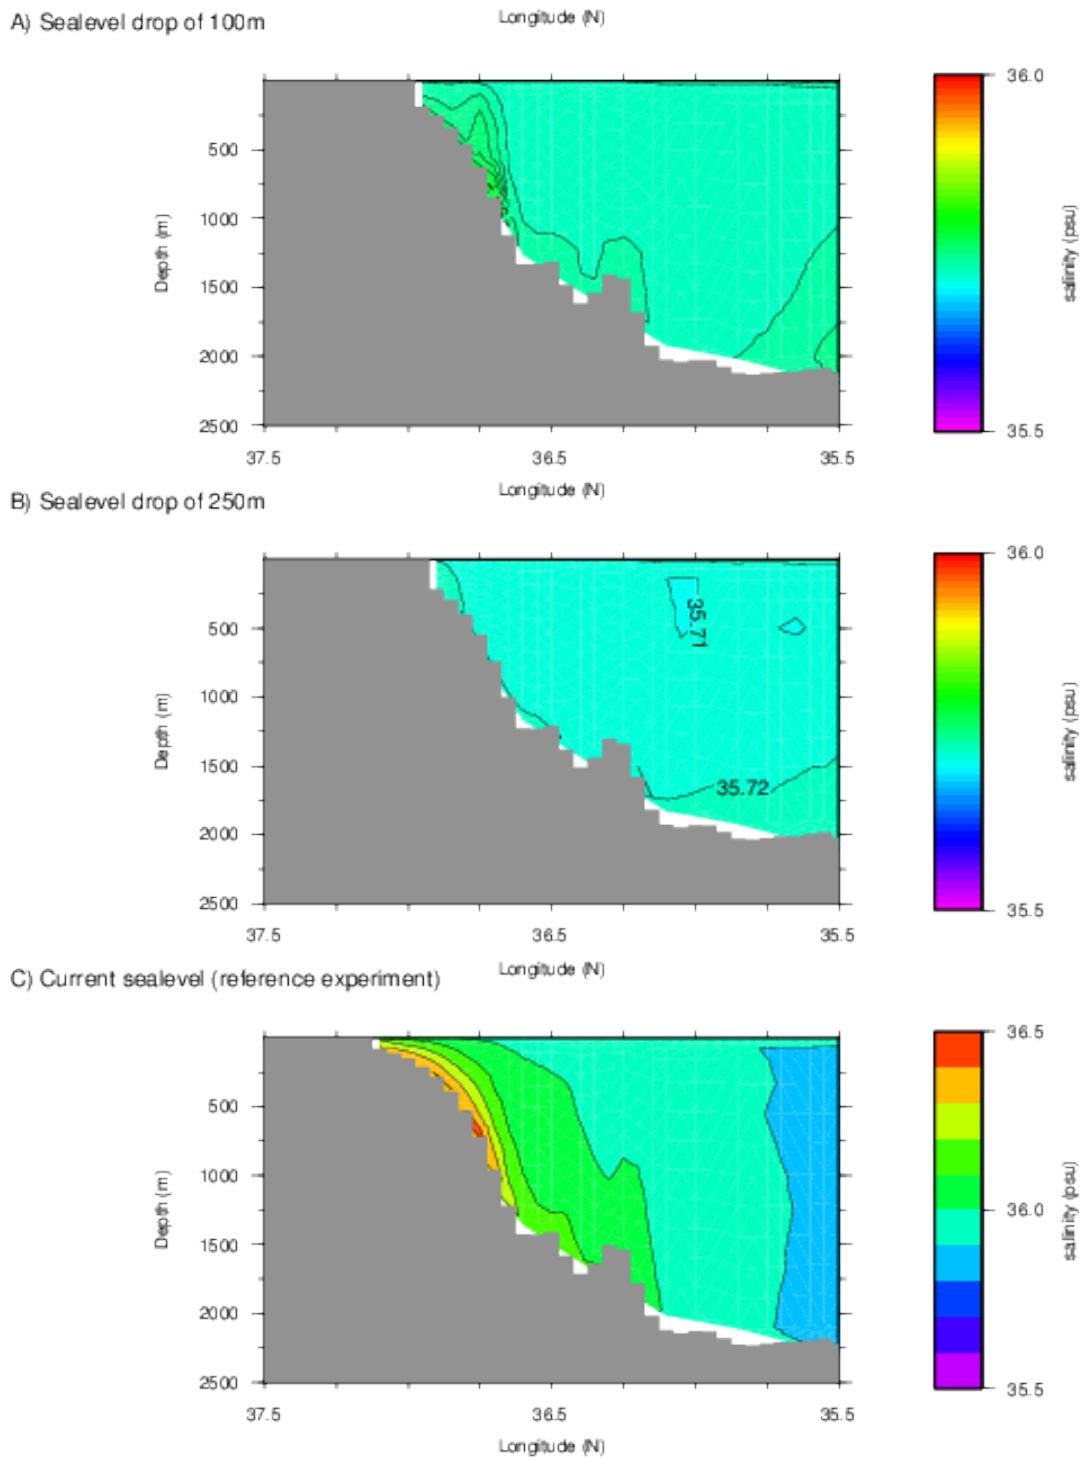 Longitude (N)
A) Sealevel drop of 100m
36.0
500
1000
1500
2000
2500
Depth (m)
salinity (psu)
35.5
37.5 36.5 35.5
Longitude (N)
B) Sealevel drop of 250m
36.0
35.71
500
1000
1500
2000
2500
35.72
Depth (m)
salinity (psu)
35.5
37.5 36.5 35.5
Longitude (N)
C) Current sealevel (reference experiment)
36.5
500
1000
1500
2000
2500
Depth (m)
36.0
salinity (psu)
35.5
37.5 36.5 35.5
Longitude (N)